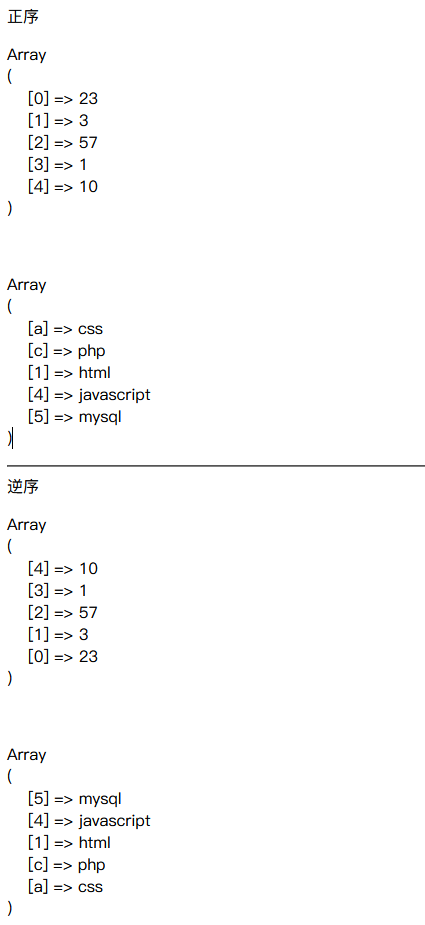 正序
Array
(
[0] => 23
[1] => 3
[2] => 57
[3] => 1
[4] => 10
)
Array
(
[a] => css
[c] => php
[1] => html
[4] => javascript
[5] => mysql
)
逆序
Array
(
[4] => 10
[3] => 1
[2] => 57
[1] => 3
[0] => 23
)
Array
(
[5] => mysql
[4] => javascript
[1] => html
[c] => php
[a] => css
)